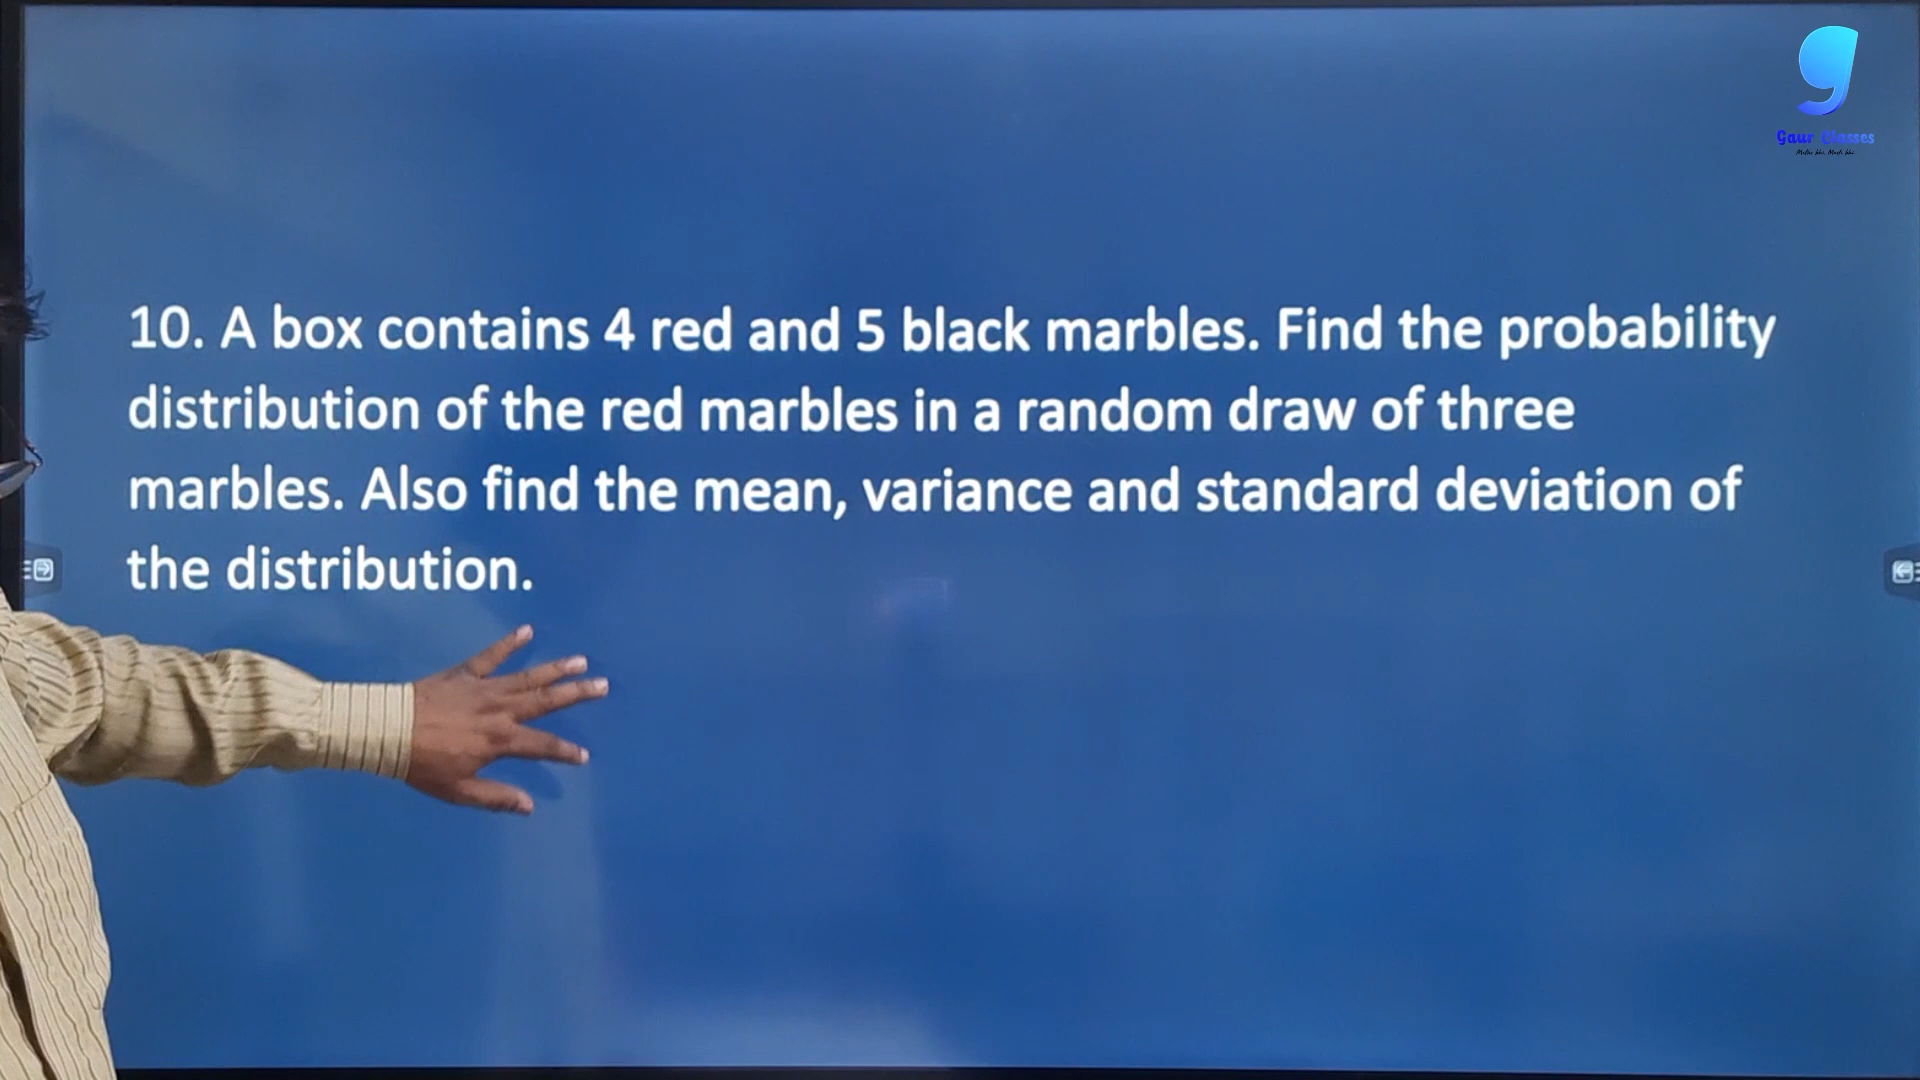 Gaur Classes
10. A box contains 4 red and 5 black marbles. Find the probability
distribution of the red marbles in a random draw of three
marbles. Also find the mean, variance and standard deviation of
the distribution.